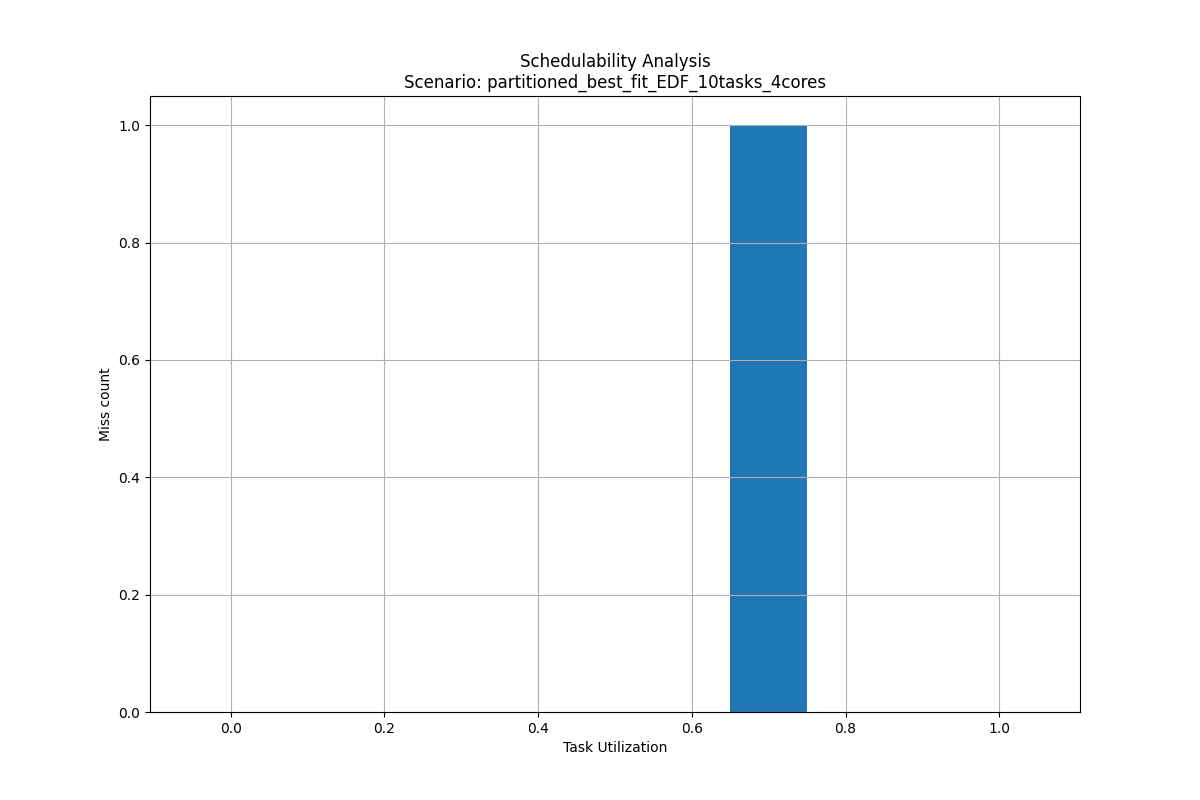 Schedulability Analysis
Scenario: partitioned_best_fit_EDF_10tasks_4cores
1.0
0.8
0.6
0.4
0.2
0.0
Miss count
0.0 0.2 0.4 0.6 0.8 1.0
Task Utilization